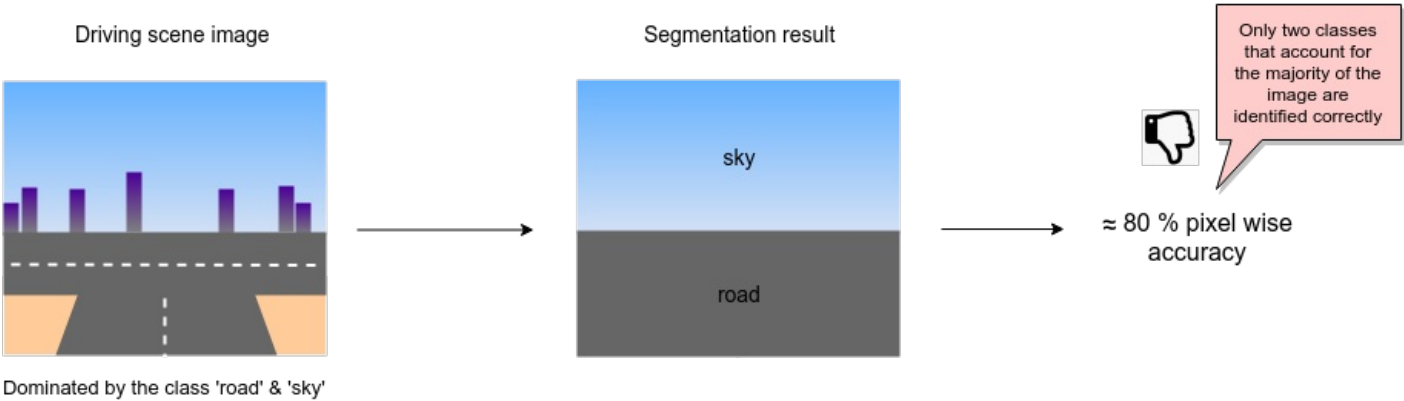 Driving scene image
Segmentation result
Only two classes
that account for
the majority of the
image are
identified correctly
sky
road
≈ 80 % pixel wise
accuracy
Dominated by the class 'road' & 'sky'